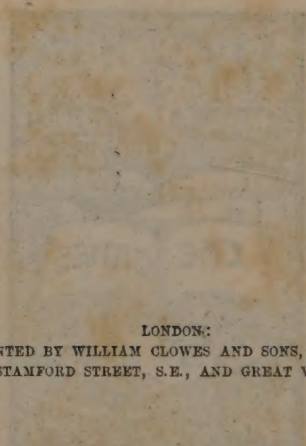 LONDON:
NTED BY WILLIAM CLOWES AND SONS,
STAMFORD STREET, S.E., AND GREAT